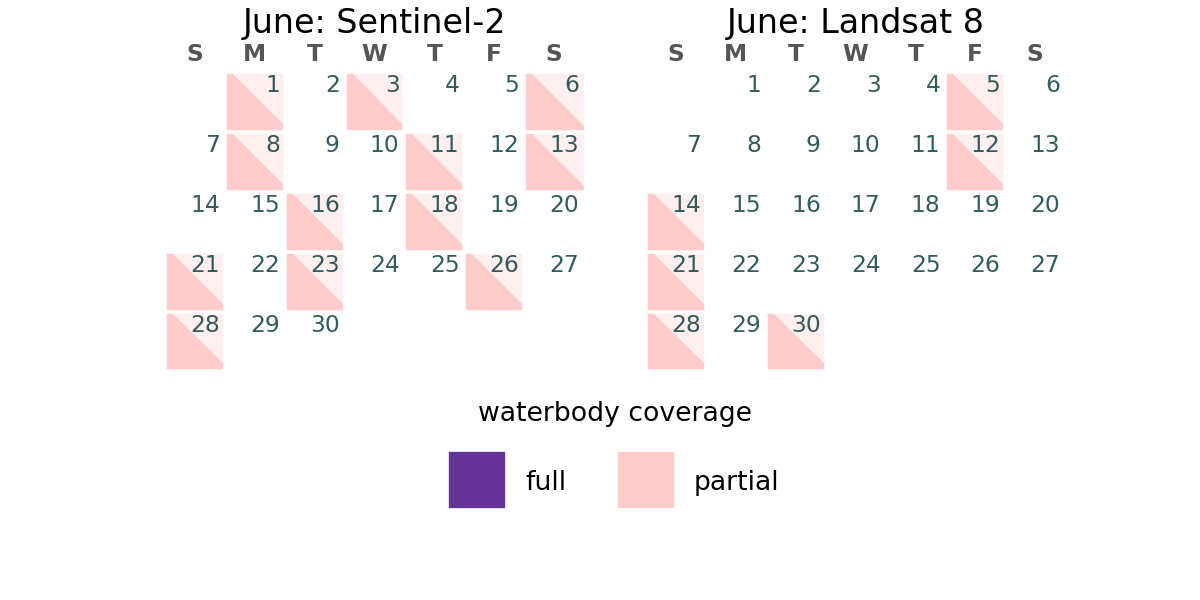 June: Sentinel-2
S M T W T F S
1 2 3 4 5 6
7 8 9 10 11 12 13
14 15 16 17 18 19 20
21 22 23 24 25 26 27
28 29 30
June: Landsat 8
S M T W T F S
1 2 3 4 5 6
7 8 9 10 11 12 13
14 15 16 17 18 19 20
21 22 23 24 25 26 27
28 29 30
waterbody coverage
full partial